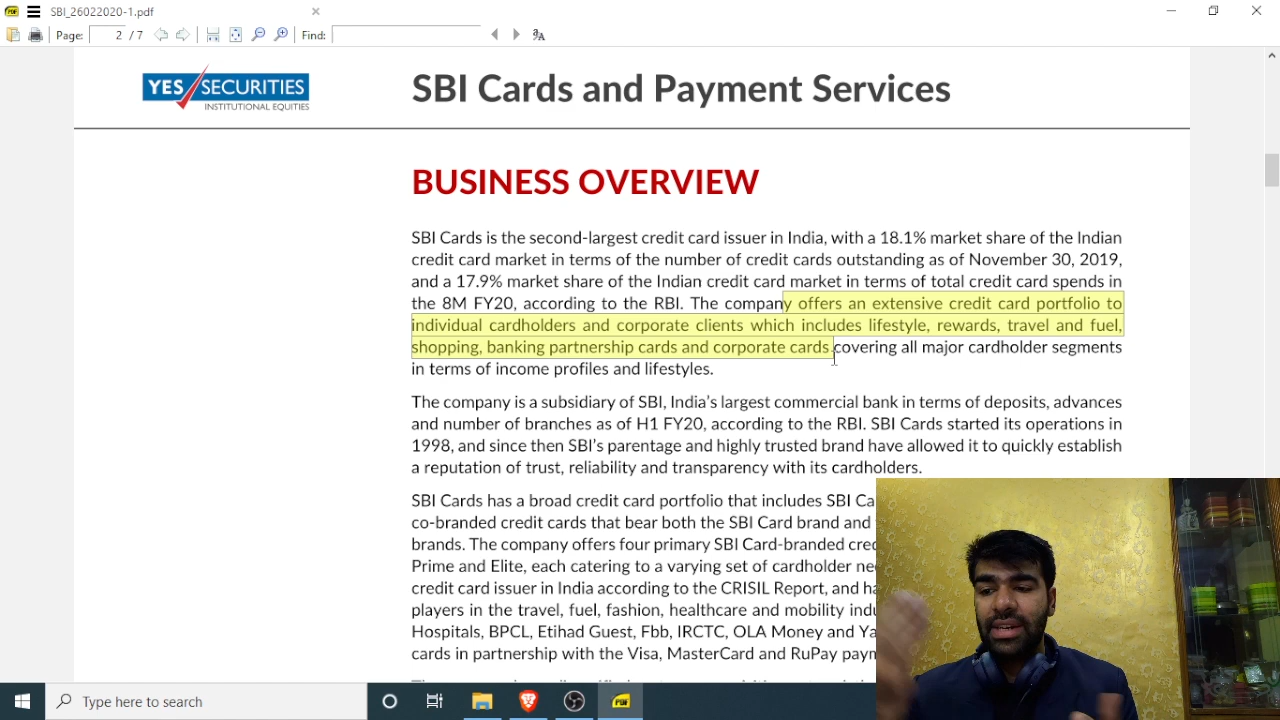 SBI_26022020-1.pdf
Page: 2 / 7 Find:
YES SECURITIES
INSTITUTIONAL EQUITIES
SBI Cards and Payment Services
BUSINESS OVERVIEW
SBI Cards is the second-largest credit card issuer in India, with a 18.1% market share of the Indian
credit card market in terms of the number of credit cards outstanding as of November 30, 2019,
and a 17.9% market share of the Indian credit card market in terms of total credit card spends in
the 8M FY20, according to the RBI. The company offers an extensive credit card portfolio to
individual cardholders and corporate clients which includes lifestyle, rewards, travel and fuel,
shopping, banking partnership cards and corporate cards covering all major cardholder segments
in terms of income profiles and lifestyles.
The company is a subsidiary of SBI, India's largest commercial bank in terms of deposits, advances
and number of branches as of H1 FY20, according to the RBI. SBI Cards started its operations in
1998, and since then SBI's parentage and highly trusted brand have allowed it to quickly establish
a reputation of trust, reliability and transparency with its cardholders.
SBI Cards has a broad credit card portfolio that includes SBI Ca
co-branded credit cards that bear both the SBI Card brand and
brands. The company offers four primary SBI Card-branded cre
Prime and Elite, each catering to a varying set of cardholder ne
credit card issuer in India according to the CRISIL Report, and ha
players in the travel, fuel, fashion, healthcare and mobility indu
Hospitals, BPCL, Etihad Guest, Fbb, IRCTC, OLA Money and Ya
cards in partnership with the Visa, MasterCard and RuPay paym
Type here to search